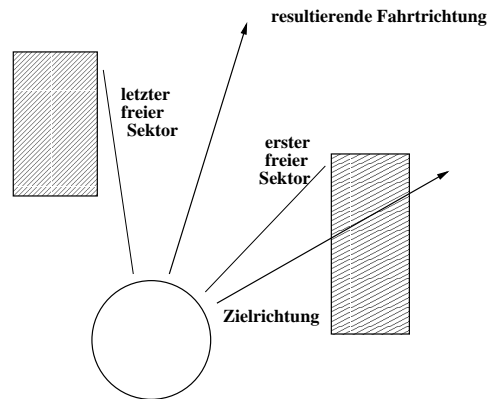 resultierende Fahrtrichtung
letzter
freier
Sektor
erster
freier
Sektor
Zielrichtung